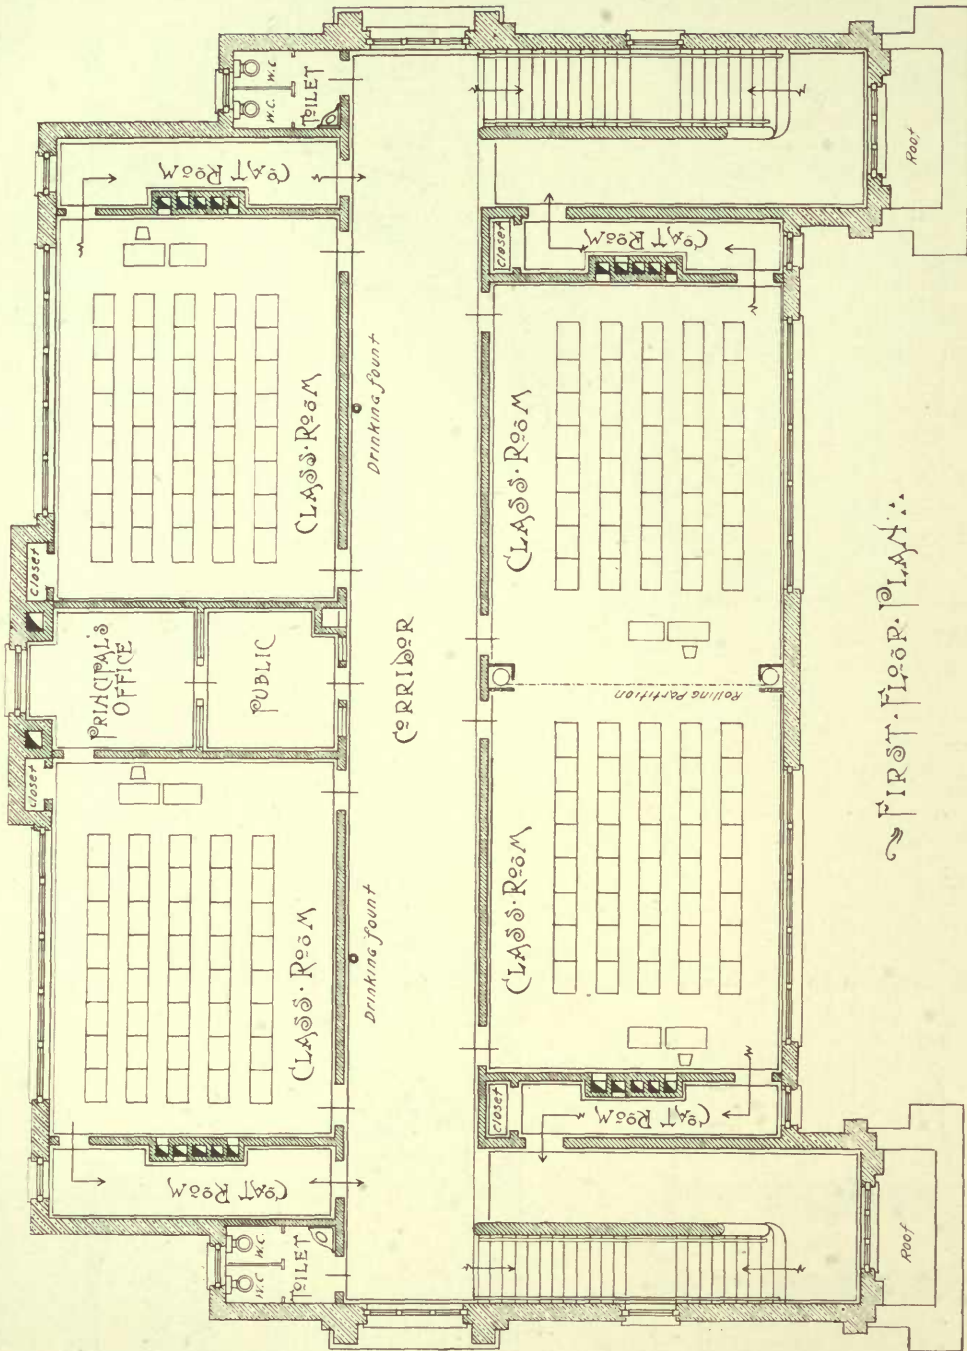 W.C.
W.C.
TOILET
COAT ROOM
CLASS·ROOM
Closet
PRINCIPAL'S
OFFICE
PUBLIC
Closet
CLASS·ROOM
COAT ROOM
W.C.
W.C.
TOILET
Drinking fount
CORRIDOR
Drinking fount
Closet
COAT ROOM
CLASS·ROOM
Rolling Partition
CLASS·ROOM
Closet
COAT ROOM
Roof
Roof
FIRST·FLOOR·PLAN